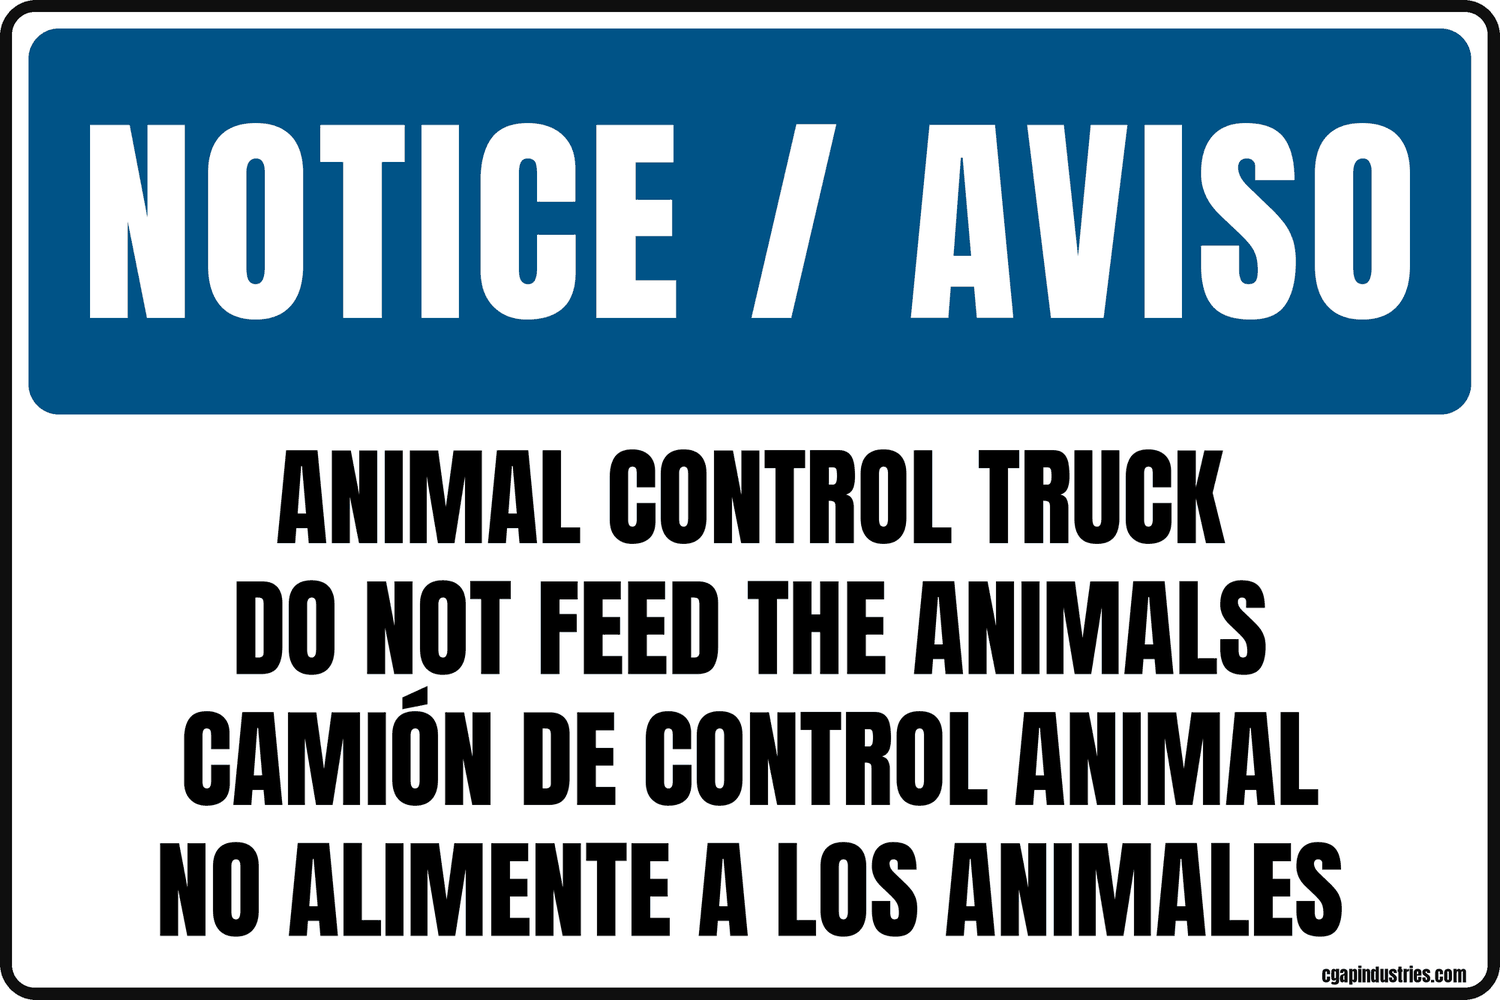 NOTICE / AVISO
ANIMAL CONTROL TRUCK
DO NOT FEED THE ANIMALS
CAMIÓN DE CONTROL ANIMAL
NO ALIMENTE A LOS ANIMALES
cgapindustries.com